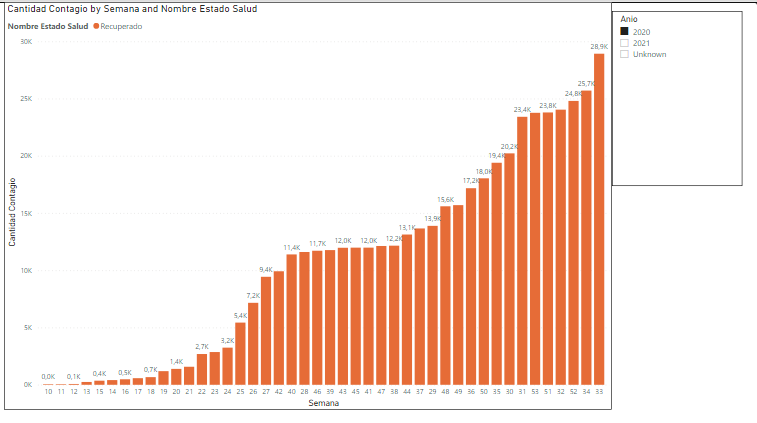 Cantidad Contagio by Semana and Nombre Estado Salud
Nombre Estado Salud Recuperado
30K
25K
20K
15K
10K
5K
0K
Cantidad Contagio
0,0K 0,1K 0,4K 0,5K 0,7K 1,4K 2,7K 3,2K 5,4K 7,2K 9,4K 11,4K 11,7K 12,0K 12,0K 12,2K 13,1K 13,9K 15,6K 17,2K 18,0K 19,4K 20,2K 23,4K 23,8K 24,8K 25,7K 28,9K
10 11 12 13 15 14 16 17 18 19 20 21 22 23 24 25 26 27 42 40 28 46 39 43 45 41 47 38 44 37 29 48 49 36 50 35 30 31 53 51 32 52 34 33
Semana
Anio
2020
2021
Unknown